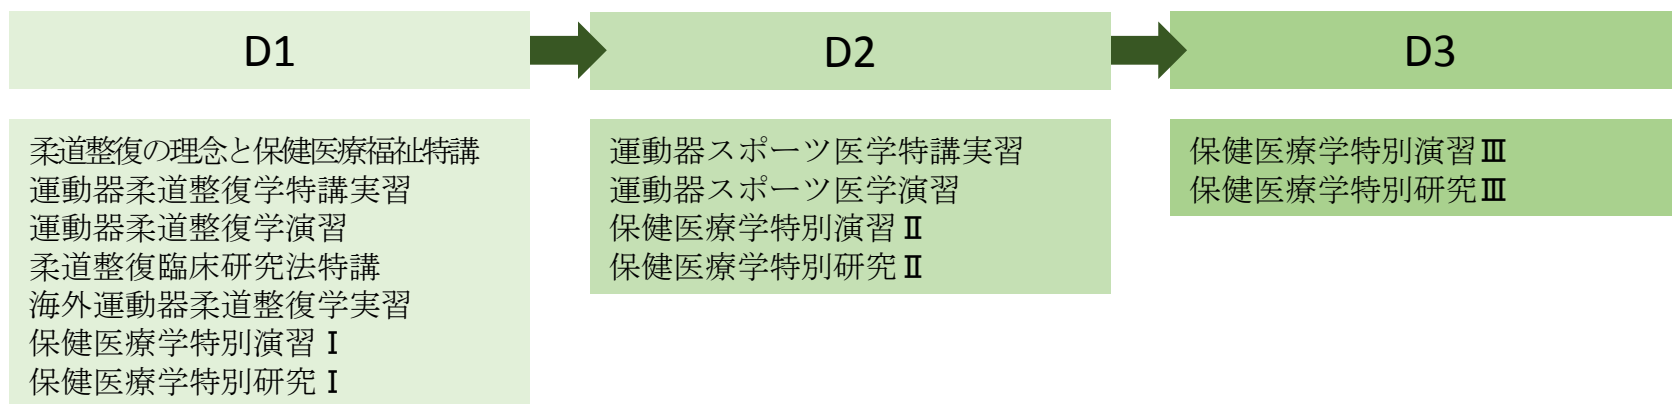 D1
柔道整復の理念と保健医療福祉特講
運動器柔道整復学特講実習
運動器柔道整復学演習
柔道整復臨床研究法特講
海外運動器柔道整復学実習
保健医療学特別演習Ⅰ
保健医療学特別研究Ⅰ
D2
運動器スポーツ医学特講実習
運動器スポーツ医学演習
保健医療学特別演習Ⅱ
保健医療学特別研究Ⅱ
D3
保健医療学特別演習Ⅲ
保健医療学特別研究Ⅲ